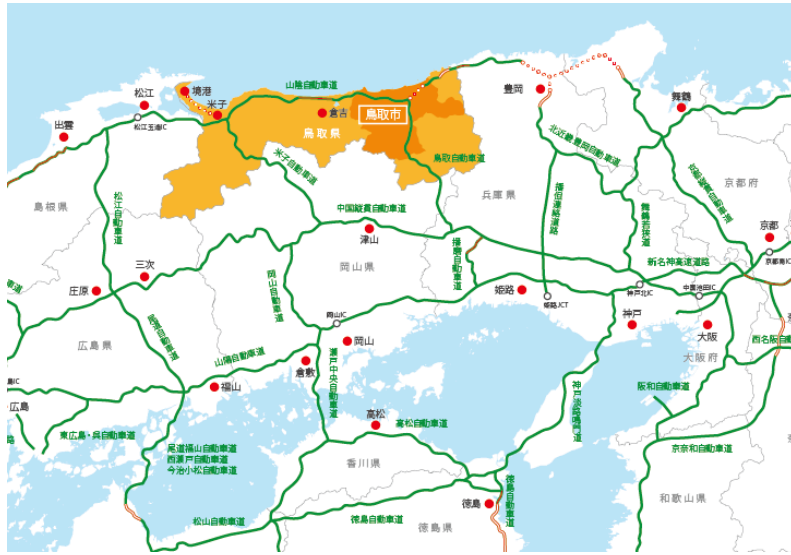 境港
松江
米子
山陰自動車道
倉吉
鳥取市
鳥取県
豊岡
舞鶴
出雲
松江玉造IC
鳥取自動車道
北近畿豊岡自動車道
京都府
京都縦貫自動車道
島根県
松江自動車道
米子自動車道
兵庫県
播但連絡道路
舞鶴若狭道
中国縦貫自動車道
津山
京都
京都南IC
播磨自動車道
新名神高速道路
三次
岡山自動車道
岡山県
庄原
姫路
姫路JCT
神戸北IC
中国池田IC
尾道自動車道
岡山IC
神戸
大阪
大阪府
西名阪自動
広島県
岡山
山陽自動車道
倉敷
瀬戸中央自動車道
福山
島IC
広島
神戸淡路鳴門道
阪和自動車道
高松
高松自動車道
東広島・呉自動車道
尾道福山自動車道
西瀬戸自動車道
今治小松自動車道
京奈和自動車道
香川県
徳島自動車道
徳島
和歌山県
松山自動車道
徳島自動車道
徳島県